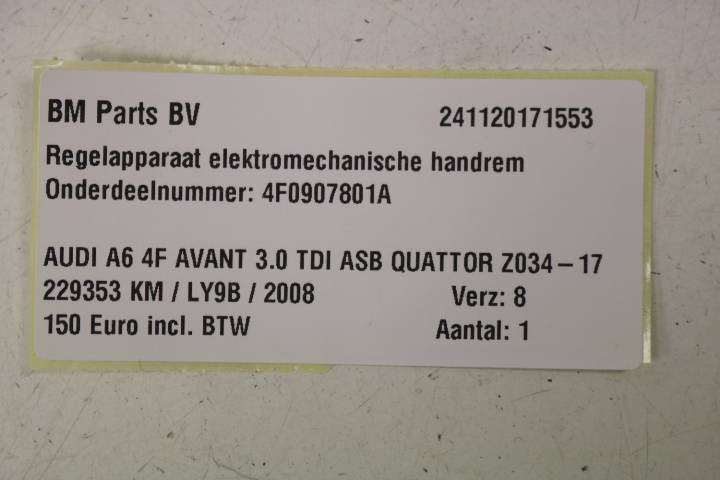 BM Parts BV 241120171553
Regelapparaat elektromechanische handrem
Onderdeelnummer: 4F0907801A
AUDI A6 4F AVANT 3.0 TDI ASB QUATTOR Z034-17
229353 KM / LY9B / 2008 Verz: 8
150 Euro incl. BTW Aantal: 1